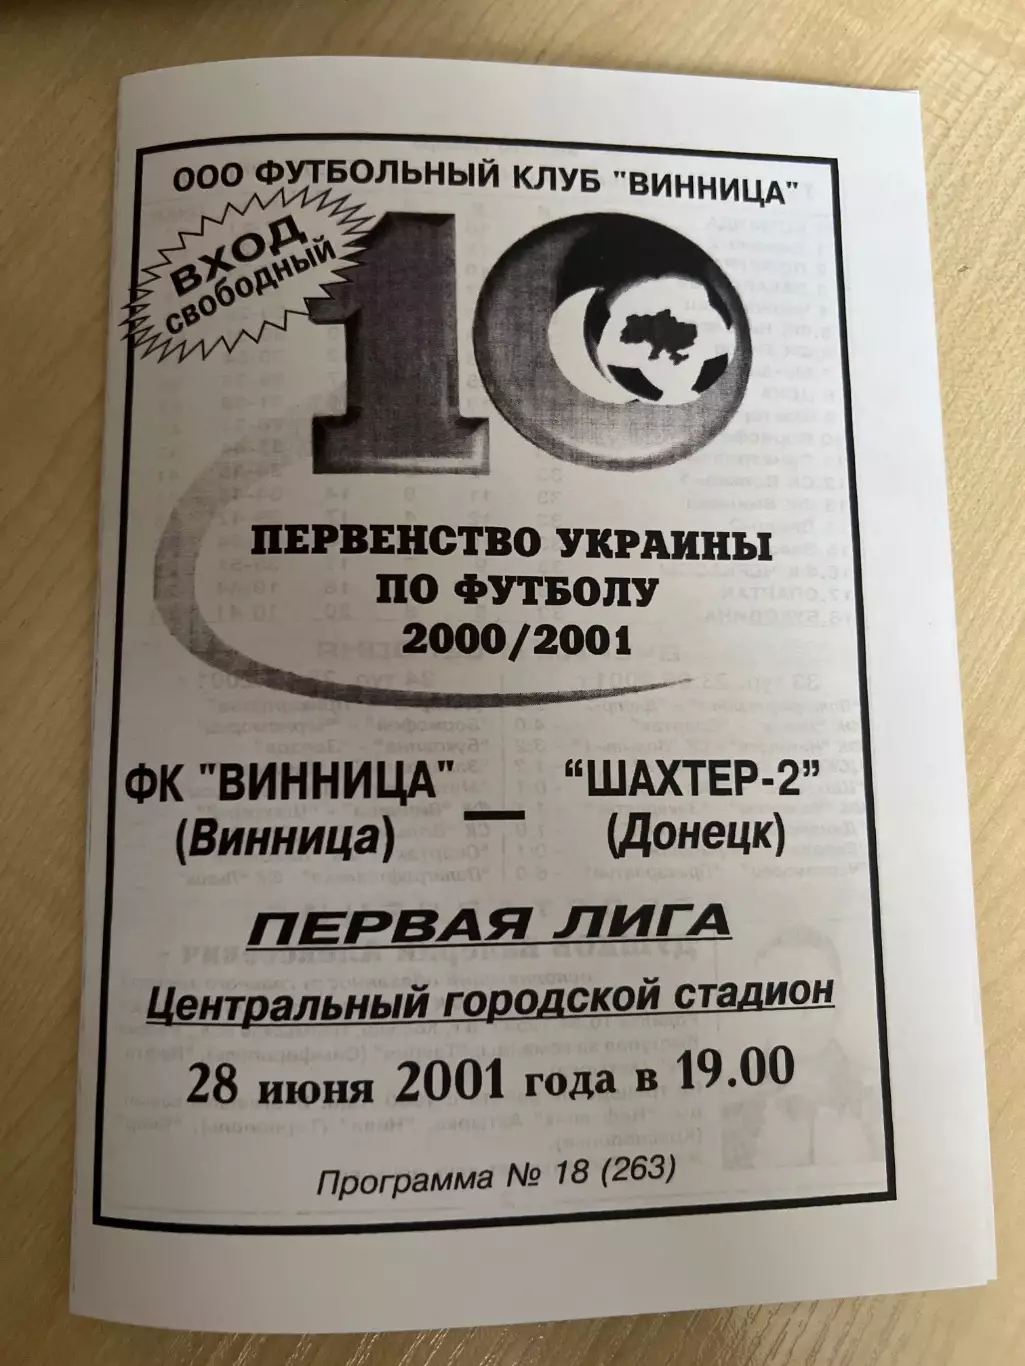 ООО ФУТБОЛЬНЫЙ КЛУБ "ВИННИЦА"
ВХОД
свободный
10
ПЕРВЕНСТВО УКРАИНЫ
ПО ФУТБОЛУ
2000/2001
ФК "ВИННИЦА" — “ШАХТЕР-2”
(Винница) (Донецк)
ПЕРВАЯ ЛИГА
Центральный городской стадион
28 июня 2001 года в 19.00
Программа № 18 (263)